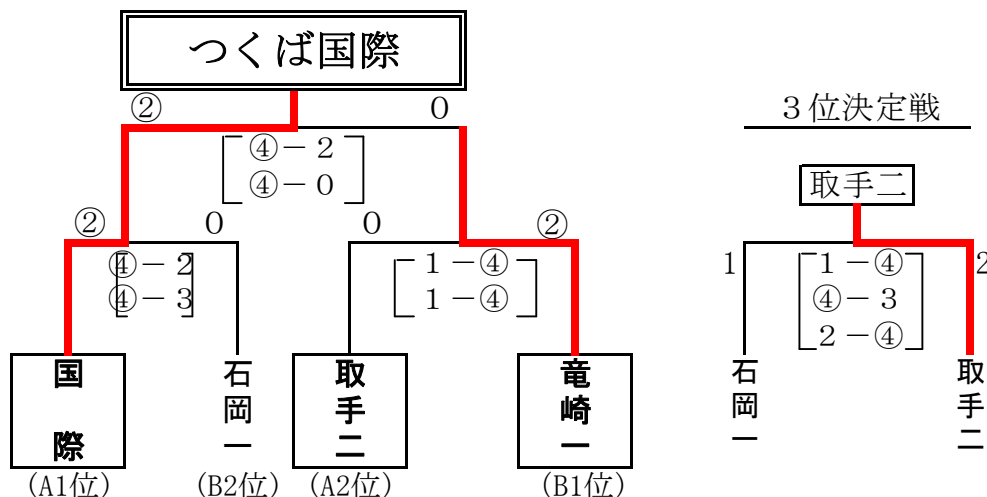 つくば国際
② 0
④－2
④－0
② 0
④－2
④－3
0 ②
1－④
1－④
国際
石岡一
取手二
竜崎一
(A1位)
(B2位)
(A2位)
(B1位)
３位決定戦
取手二
1 2
1－④
④－3
2－④
石岡一
取手二